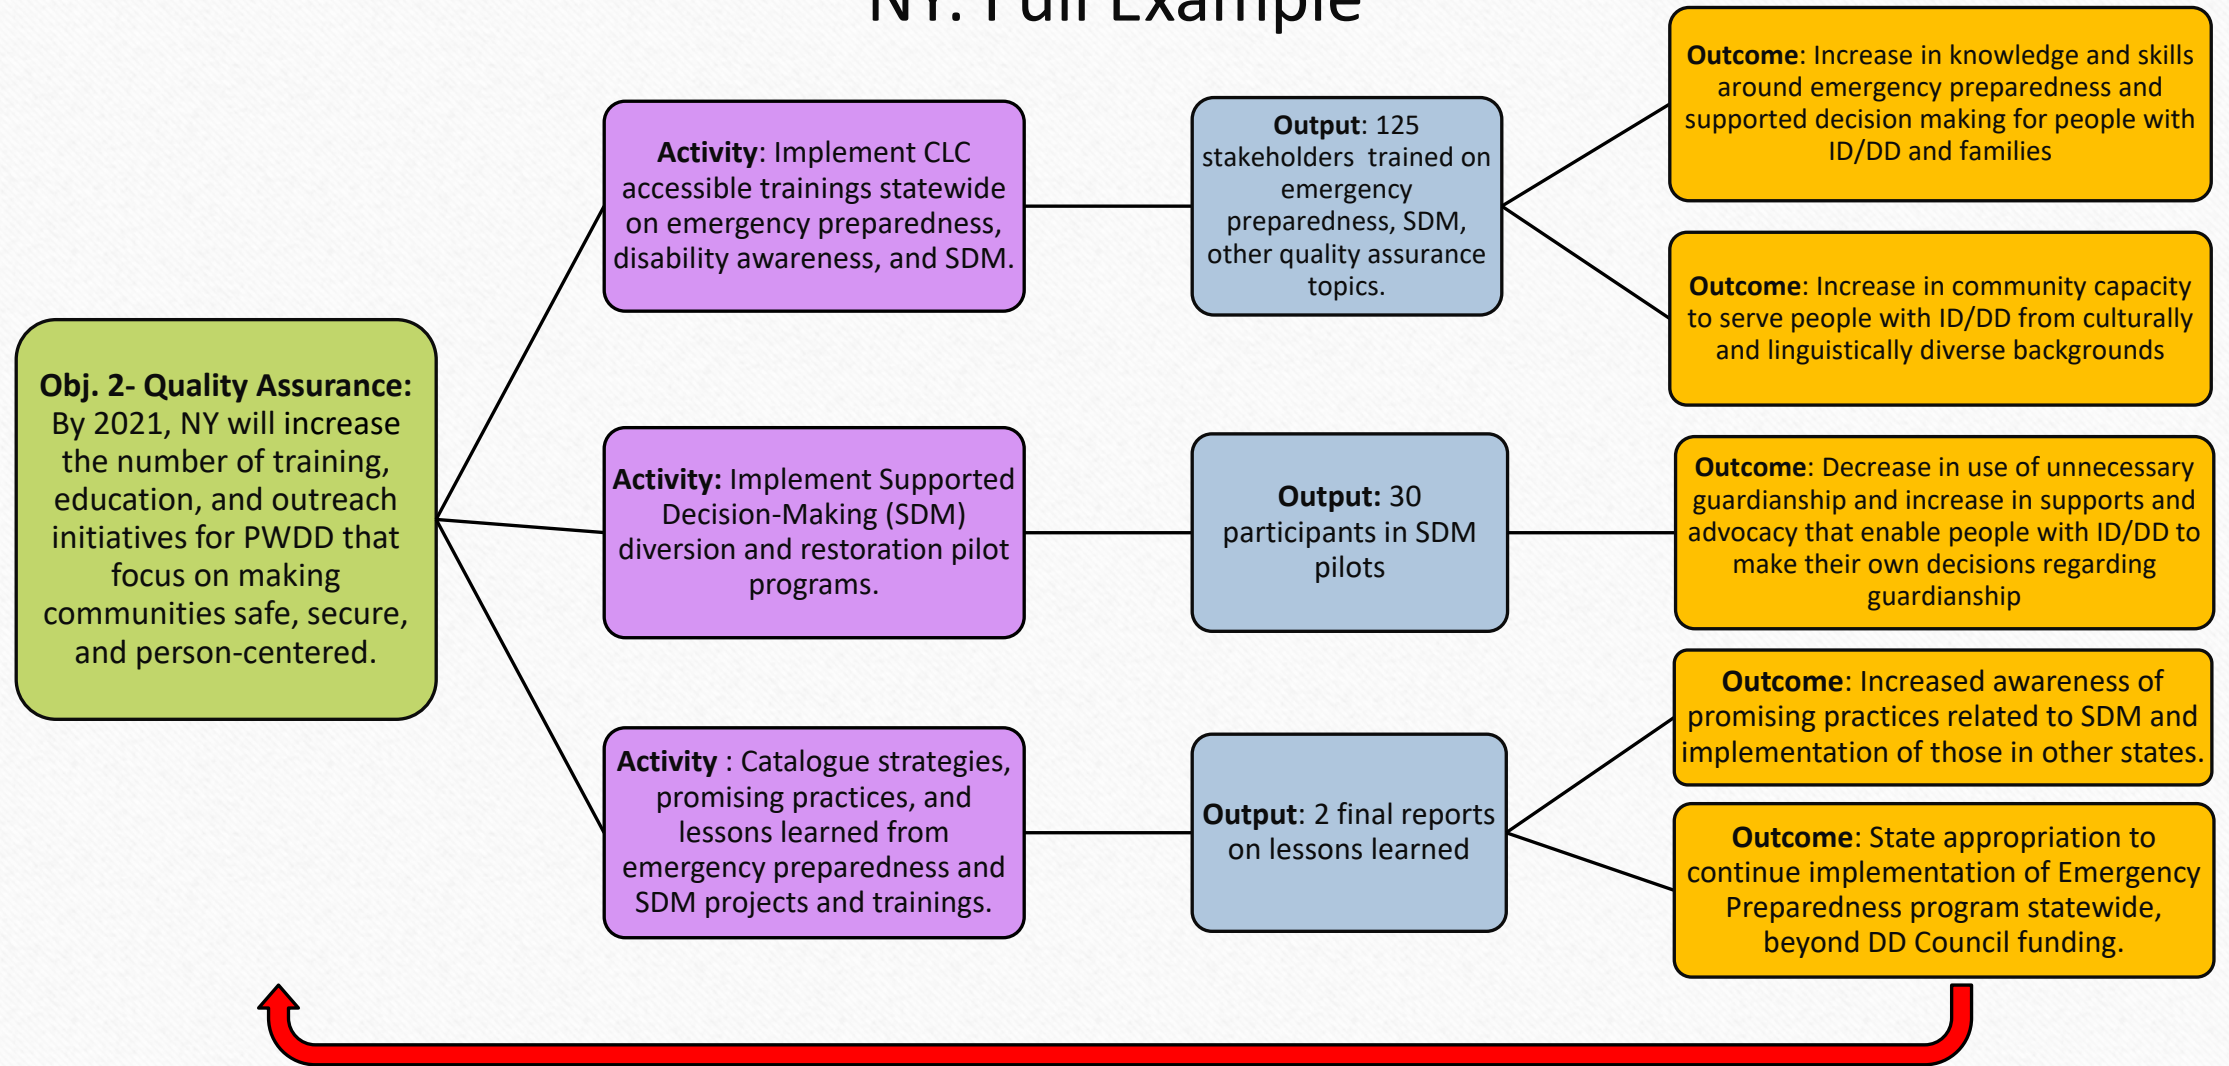 NY: Full Example
Obj. 2- Quality Assurance:
By 2021, NY will increase
the number of training,
education, and outreach
initiatives for PWDD that
focus on making
communities safe, secure,
and person-centered.
Activity: Implement CLC
accessible trainings statewide
on emergency preparedness,
disability awareness, and SDM.
Output: 125
stakeholders  trained on
emergency
preparedness, SDM,
other quality assurance
topics.
Outcome: Increase in knowledge and skills
around emergency preparedness and
supported decision making for people with
ID/DD and families
Outcome: Increase in community capacity
to serve people with ID/DD from culturally
and linguistically diverse backgrounds
Activity: Implement Supported
Decision-Making (SDM)
diversion and restoration pilot
programs.
Output: 30
participants in SDM
pilots
Outcome: Decrease in use of unnecessary
guardianship and increase in supports and
advocacy that enable people with ID/DD to
make their own decisions regarding
guardianship
Activity : Catalogue strategies,
promising practices, and
lessons learned from
emergency preparedness and
SDM projects and trainings.
Output: 2 final reports
on lessons learned
Outcome: Increased awareness of
promising practices related to SDM and
implementation of those in other states.
Outcome: State appropriation to
continue implementation of Emergency
Preparedness program statewide,
beyond DD Council funding.